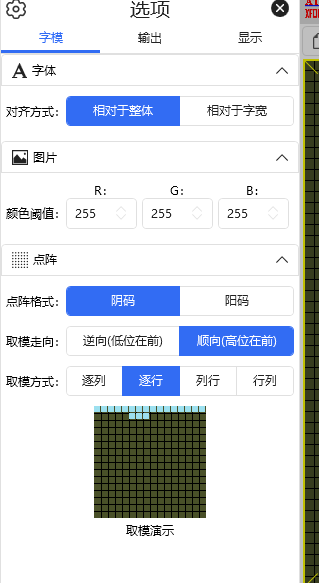 选项
字模 输出 显示
字体
对齐方式: 相对于整体 相对于字宽
图片
R: G: B:
颜色阈值: 255 255 255
点阵
点阵格式: 阴码 阳码
取模走向: 逆向(低位在前) 顺向(高位在前)
取模方式: 逐列 逐行 列行 行列
取模演示